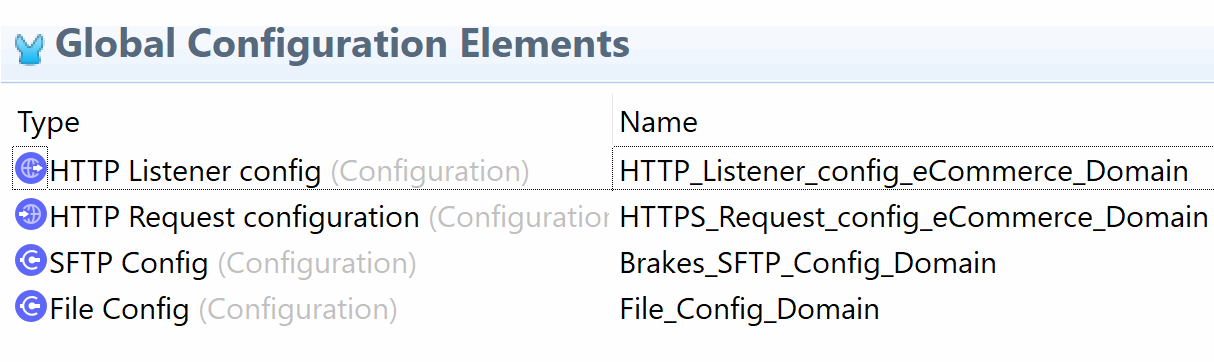 Global Configuration Elements
Type Name
HTTP Listener config (Configuration) HTTP_Listener_config_eCommerce_Domain
HTTP Request configuration (Configuration HTTPS_Request_config_eCommerce_Domain
SFTP Config (Configuration) Brakes_SFTP_Config_Domain
File Config (Configuration) File_Config_Domain